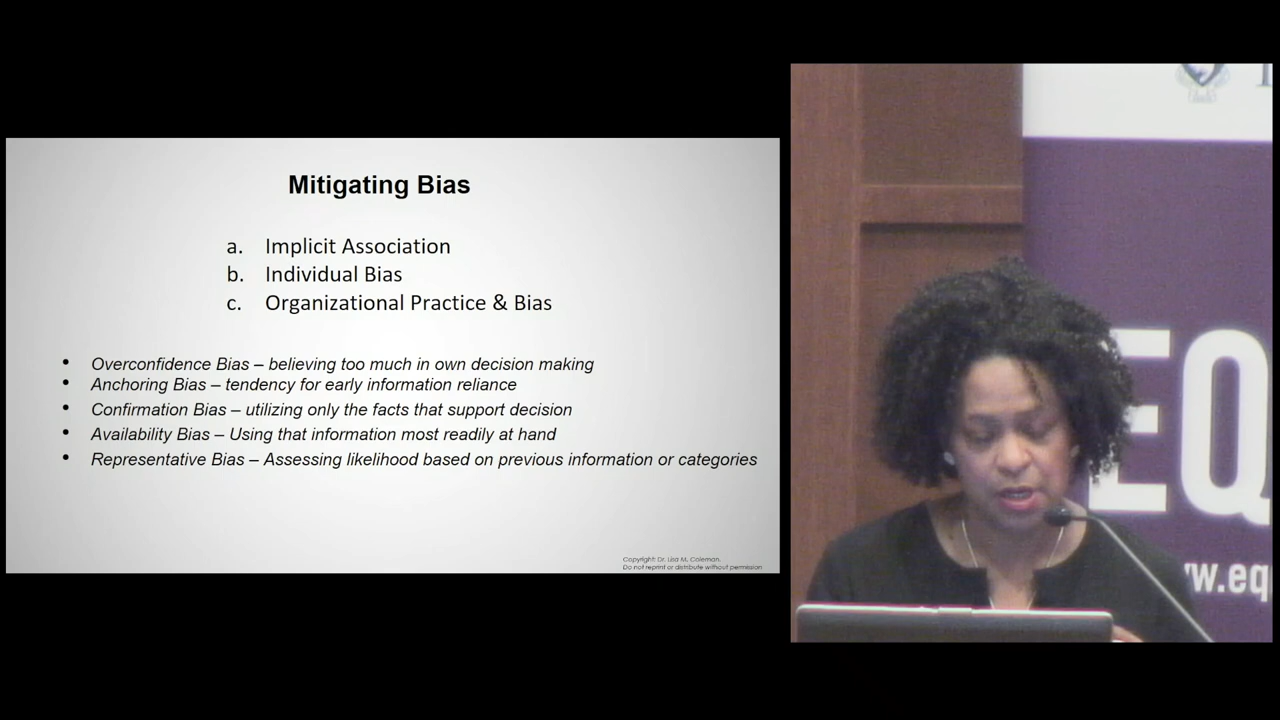 Mitigating Bias
a. Implicit Association
b. Individual Bias
c. Organizational Practice & Bias
• Overconfidence Bias – believing too much in own decision making
• Anchoring Bias – tendency for early information reliance
• Confirmation Bias – utilizing only the facts that support decision
• Availability Bias – Using that information most readily at hand
• Representative Bias – Assessing likelihood based on previous information or categories
Copyright: Dr. Lisa M. Coleman.
Do not reprint or distribute without permission
EQ
w.eq